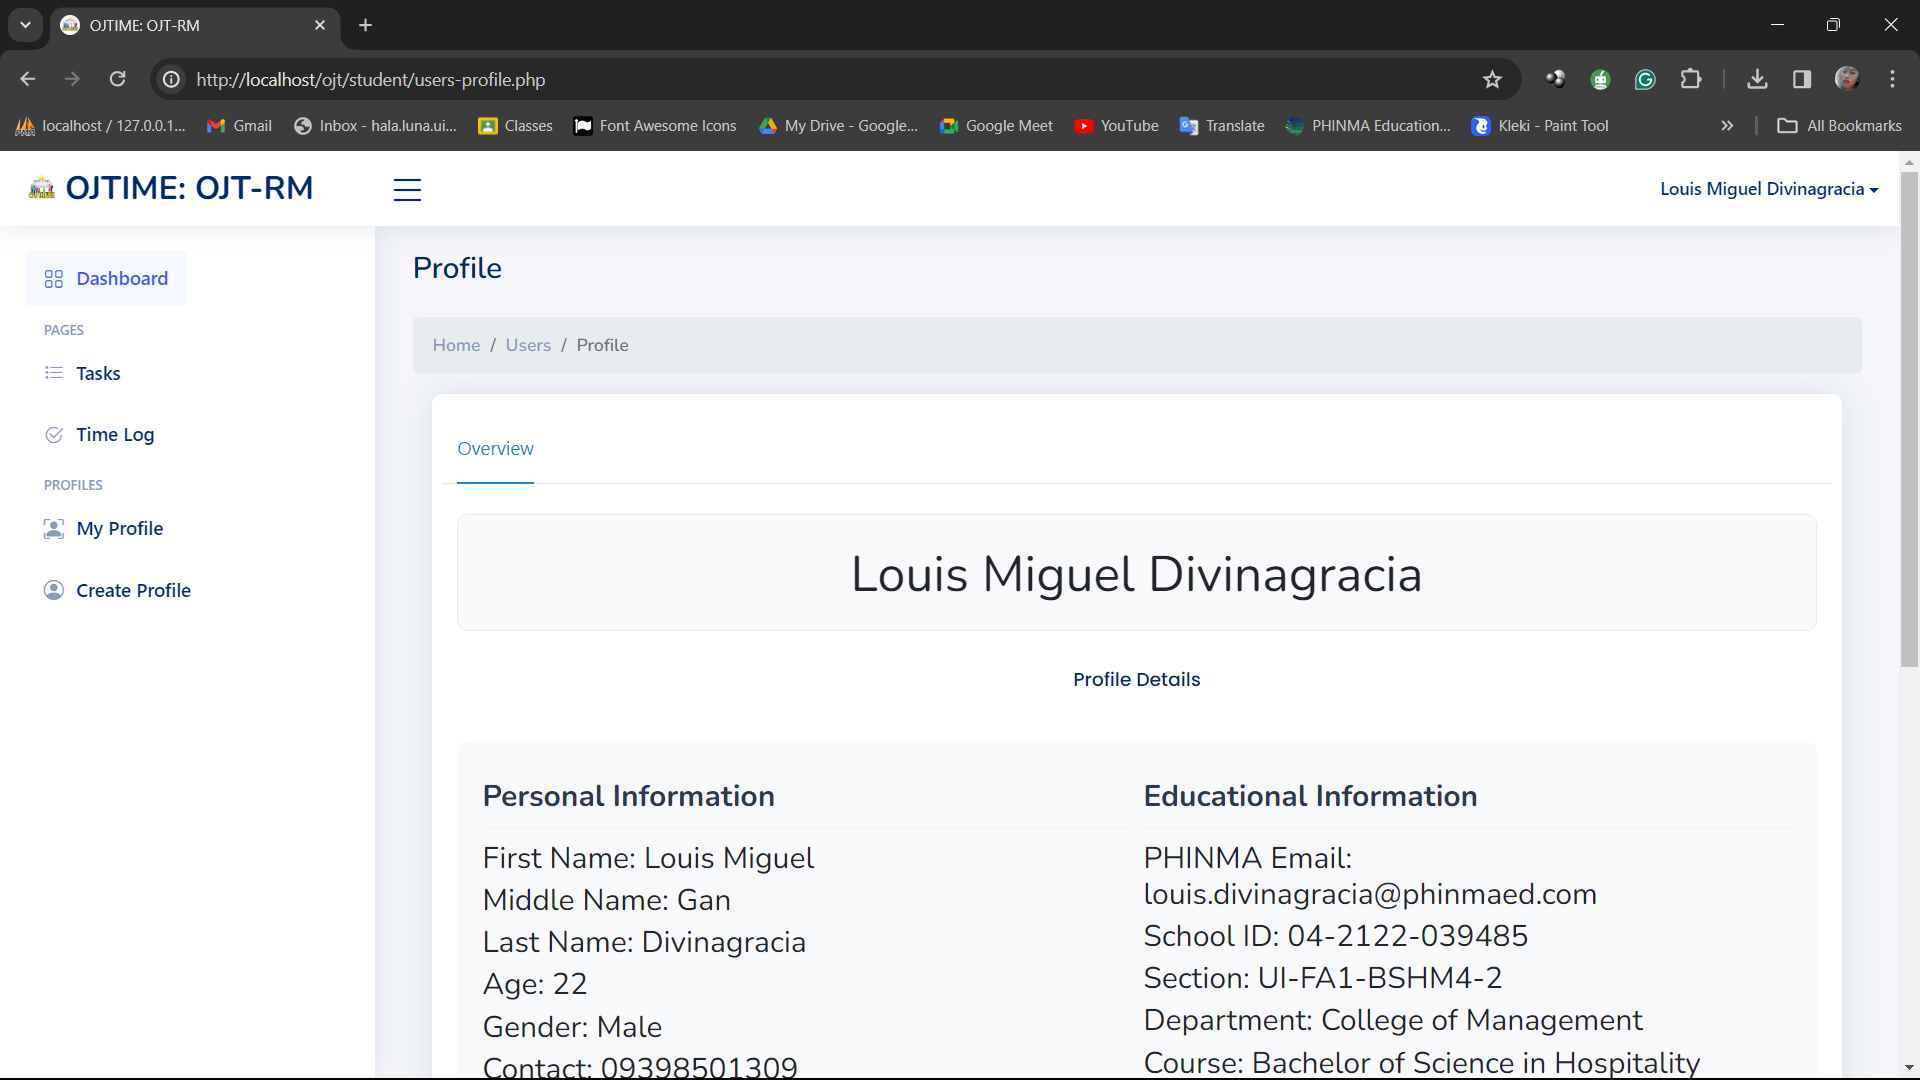 OJTIME: OJT-RM
http://localhost/ojt/student/users-profile.php
localhost / 127.0.0.1...
Gmail
Inbox - hala.luna.ui...
Classes
Font Awesome Icons
My Drive - Google...
Google Meet
YouTube
Translate
PHINMA Education...
Kleki - Paint Tool
All Bookmarks
OJTIME: OJT-RM
Louis Miguel Divinagracia
Dashboard
PAGES
Tasks
Time Log
PROFILES
My Profile
Create Profile
Profile
Home / Users / Profile
Overview
Louis Miguel Divinagracia
Profile Details
Personal Information
First Name: Louis Miguel
Middle Name: Gan
Last Name: Divinagracia
Age: 22
Gender: Male
Contact: 09398501309
Educational Information
PHINMA Email:
louis.divinagracia@phinmaed.com
School ID: 04-2122-039485
Section: UI-FA1-BSHM4-2
Department: College of Management
Course: Bachelor of Science in Hospitality